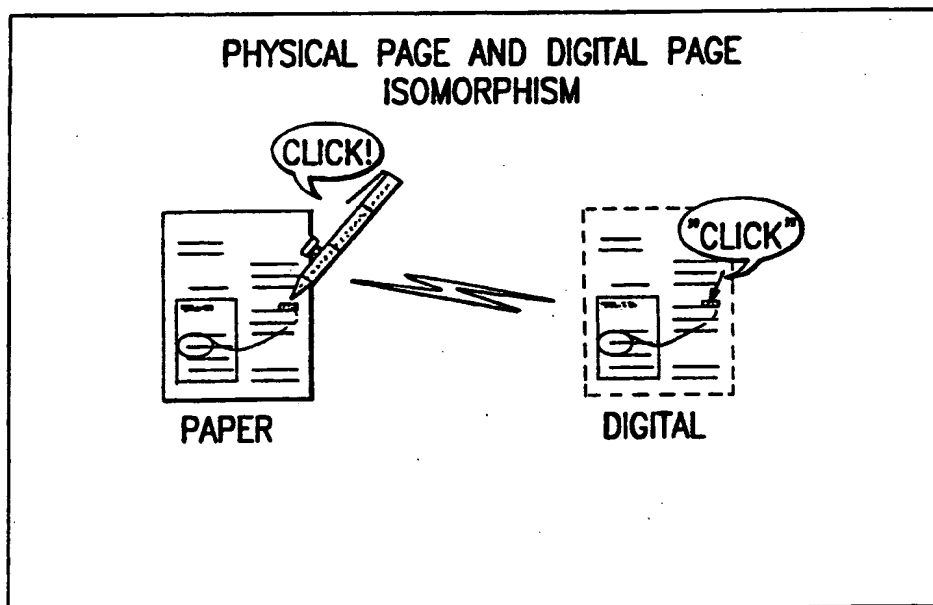 PHYSICAL PAGE AND DIGITAL PAGE
ISOMORPHISM
CLICK!
"CLICK"
PAPER
DIGITAL